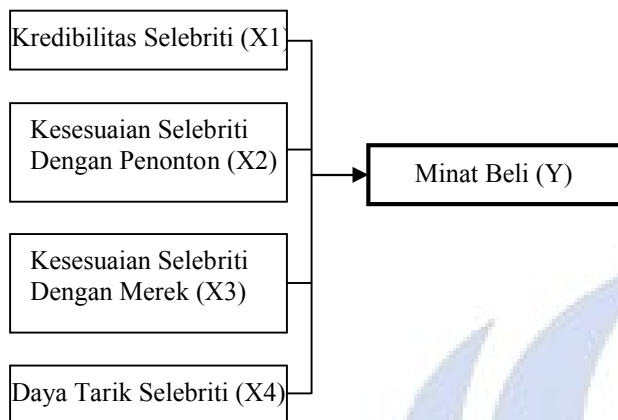 Kredibilitas Selebriti (X1)
Kesesuaian Selebriti
Dengan Penonton (X2)
Minat Beli (Y)
Kesesuaian Selebriti
Dengan Merek (X3)
Daya Tarik Selebriti (X4)